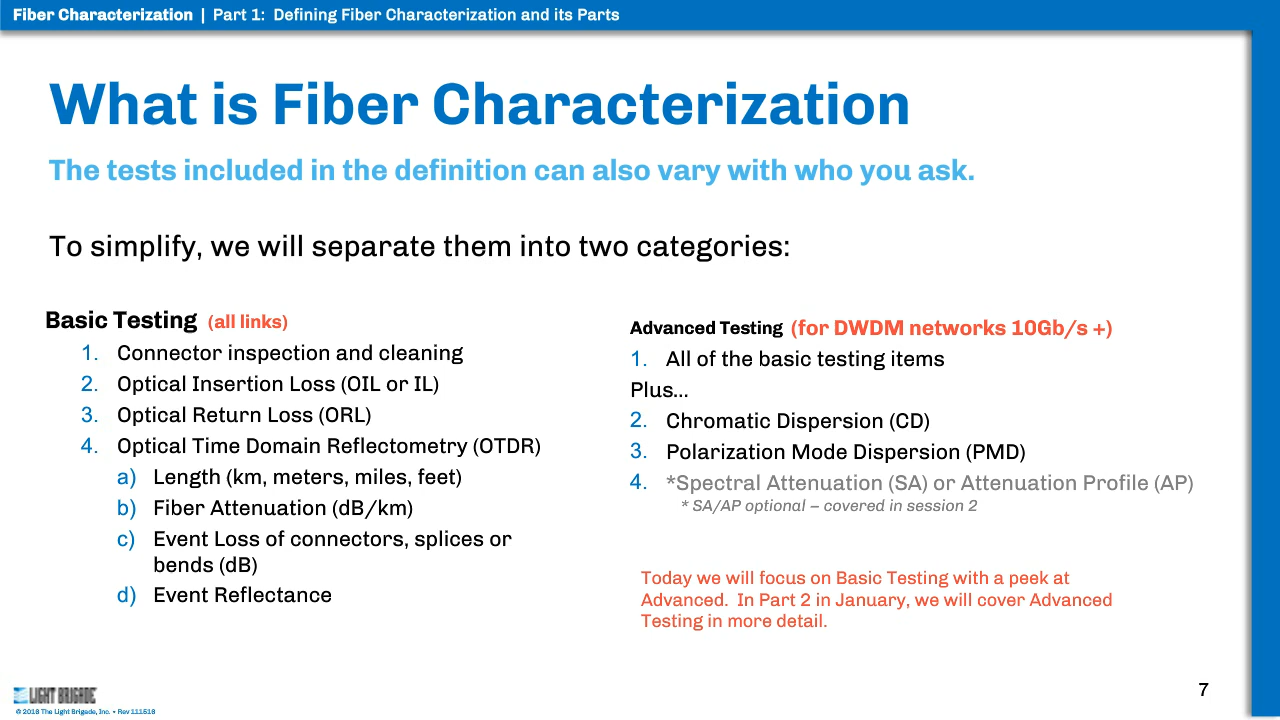 Fiber Characterization | Part 1: Defining Fiber Characterization and its Parts
What is Fiber Characterization
The tests included in the definition can also vary with who you ask.
To simplify, we will separate them into two categories:
Basic Testing (all links)
1. Connector inspection and cleaning
2. Optical Insertion Loss (OIL or IL)
3. Optical Return Loss (ORL)
4. Optical Time Domain Reflectometry (OTDR)
a) Length (km, meters, miles, feet)
b) Fiber Attenuation (dB/km)
c) Event Loss of connectors, splices or
bends (dB)
d) Event Reflectance
Advanced Testing (for DWDM networks 10Gb/s +)
1. All of the basic testing items
Plus...
2. Chromatic Dispersion (CD)
3. Polarization Mode Dispersion (PMD)
4. *Spectral Attenuation (SA) or Attenuation Profile (AP)
* SA/AP optional – covered in session 2
Today we will focus on Basic Testing with a peek at
Advanced. In Part 2 in January, we will cover Advanced
Testing in more detail.
LIGHT BRIGADE
© 2018 The Light Brigade, Inc. • Rev 111518
7